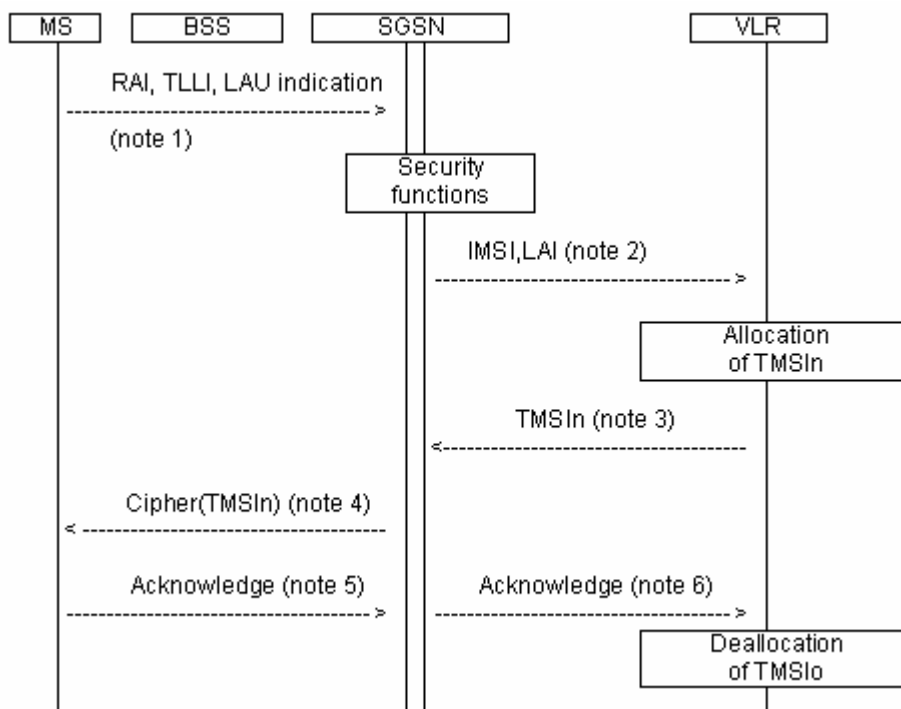 MS BSS SGSN VLR
RAI, TLLI, LAU indication
(note 1)
Security
functions
IMSI,LAI (note 2)
Allocation
of TMSIn
TMSIn (note 3)
Cipher(TMSIn) (note 4)
Acknowledge (note 5) Acknowledge (note 6)
Deallocation
of TMSIo